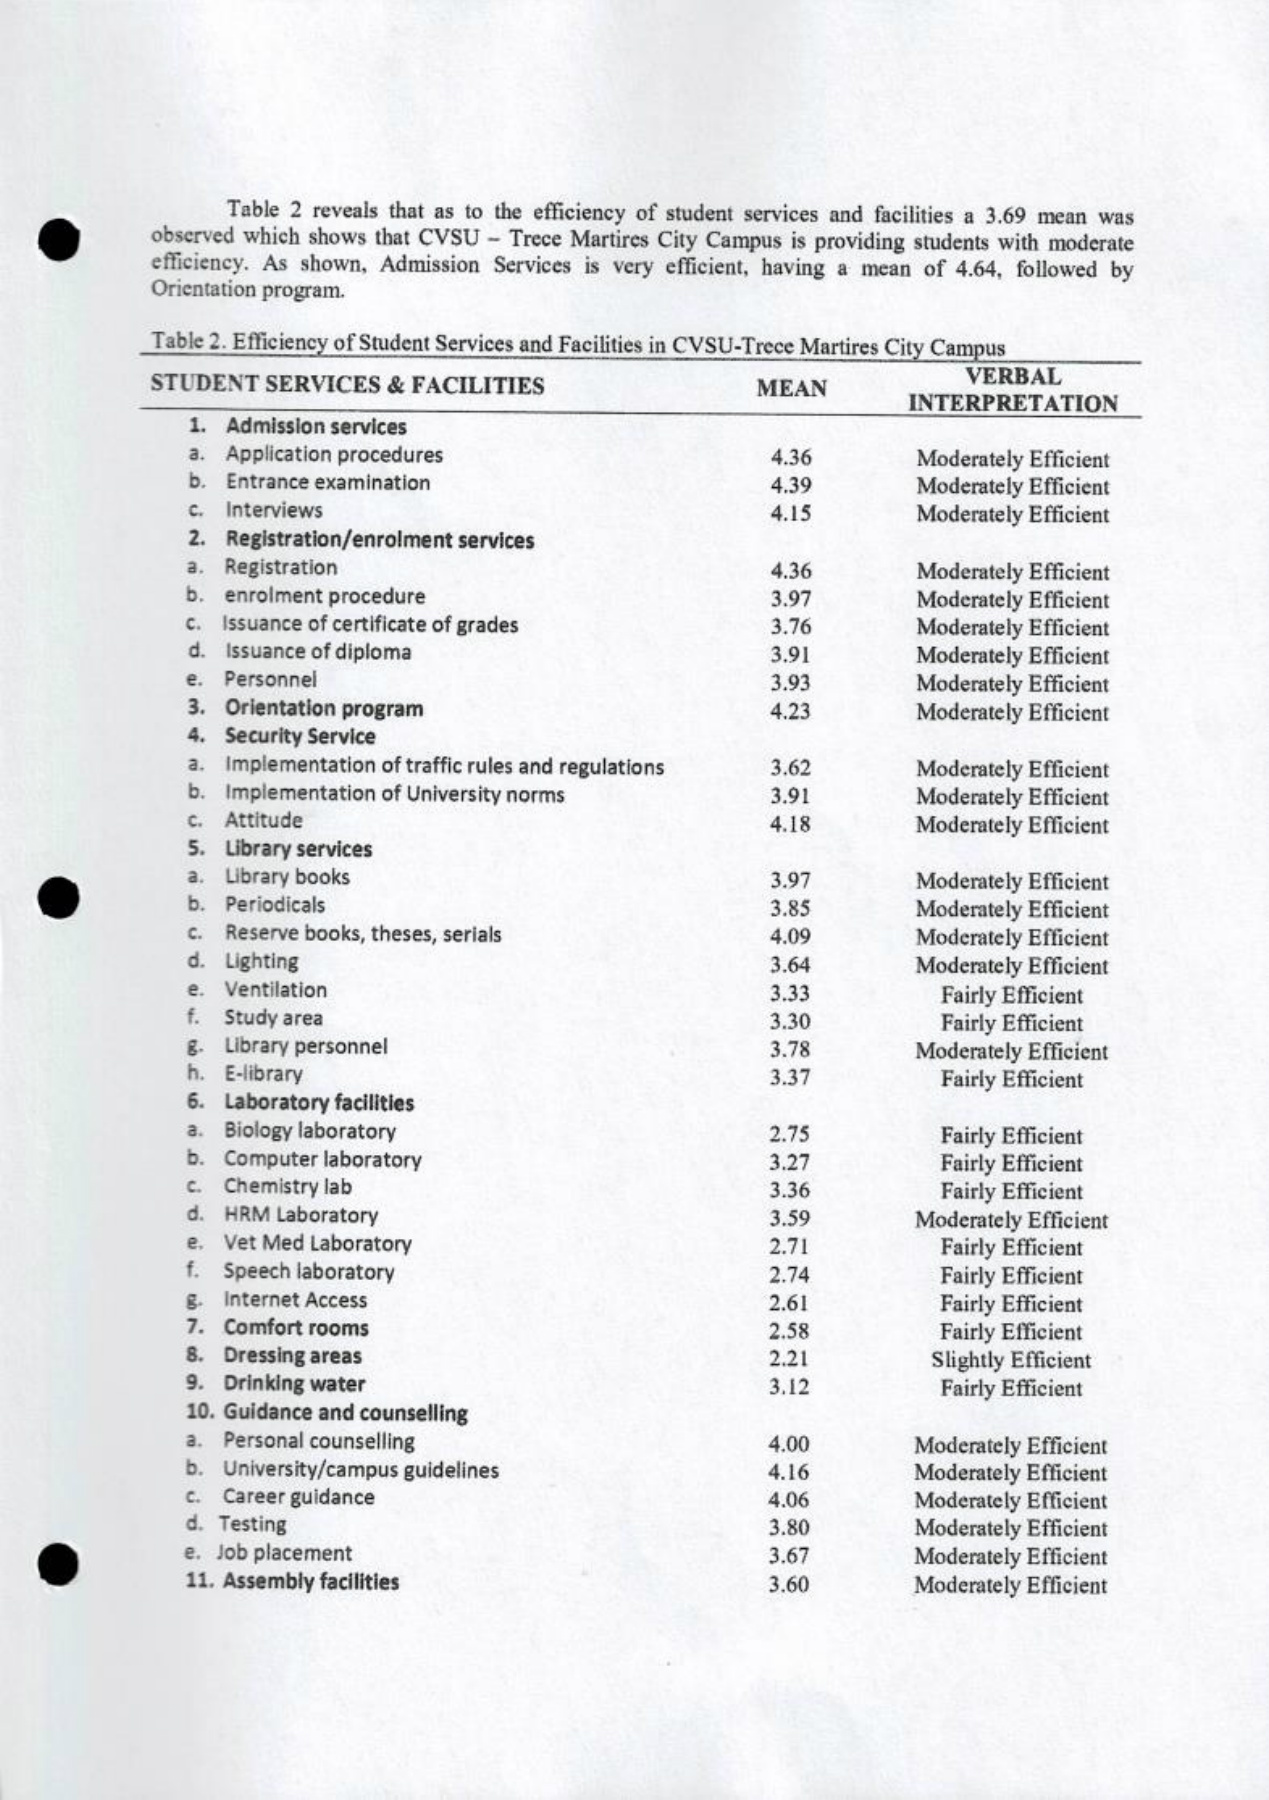 Table 2 reveals that as to the efficiency of student services and facilities a 3.69 mean was
observed which shows that CVSU – Trece Martires City Campus is providing students with moderate
efficiency. As shown, Admission Services is very efficient, having a mean of 4.64, followed by
Orientation program.
Table 2. Efficiency of Student Services and Facilities in CVSU-Trece Martires City Campus
STUDENT SERVICES & FACILITIES MEAN VERBAL INTERPRETATION
1. Admission services
a. Application procedures 4.36 Moderately Efficient
b. Entrance examination 4.39 Moderately Efficient
c. Interviews 4.15 Moderately Efficient
2. Registration/enrolment services
a. Registration 4.36 Moderately Efficient
b. enrolment procedure 3.97 Moderately Efficient
c. Issuance of certificate of grades 3.76 Moderately Efficient
d. Issuance of diploma 3.91 Moderately Efficient
e. Personnel 3.93 Moderately Efficient
3. Orientation program 4.23 Moderately Efficient
4. Security Service
a. Implementation of traffic rules and regulations 3.62 Moderately Efficient
b. Implementation of University norms 3.91 Moderately Efficient
c. Attitude 4.18 Moderately Efficient
5. Library services
a. Library books 3.97 Moderately Efficient
b. Periodicals 3.85 Moderately Efficient
c. Reserve books, theses, serials 4.09 Moderately Efficient
d. Lighting 3.64 Moderately Efficient
e. Ventilation 3.33 Fairly Efficient
f. Study area 3.30 Fairly Efficient
g. Library personnel 3.78 Moderately Efficient
h. E-library 3.37 Fairly Efficient
6. Laboratory facilities
a. Biology laboratory 2.75 Fairly Efficient
b. Computer laboratory 3.27 Fairly Efficient
c. Chemistry lab 3.36 Fairly Efficient
d. HRM Laboratory 3.59 Moderately Efficient
e. Vet Med Laboratory 2.71 Fairly Efficient
f. Speech laboratory 2.74 Fairly Efficient
g. Internet Access 2.61 Fairly Efficient
7. Comfort rooms 2.58 Fairly Efficient
8. Dressing areas 2.21 Slightly Efficient
9. Drinking water 3.12 Fairly Efficient
10. Guidance and counselling
a. Personal counselling 4.00 Moderately Efficient
b. University/campus guidelines 4.16 Moderately Efficient
c. Career guidance 4.06 Moderately Efficient
d. Testing 3.80 Moderately Efficient
e. Job placement 3.67 Moderately Efficient
11. Assembly facilities 3.60 Moderately Efficient